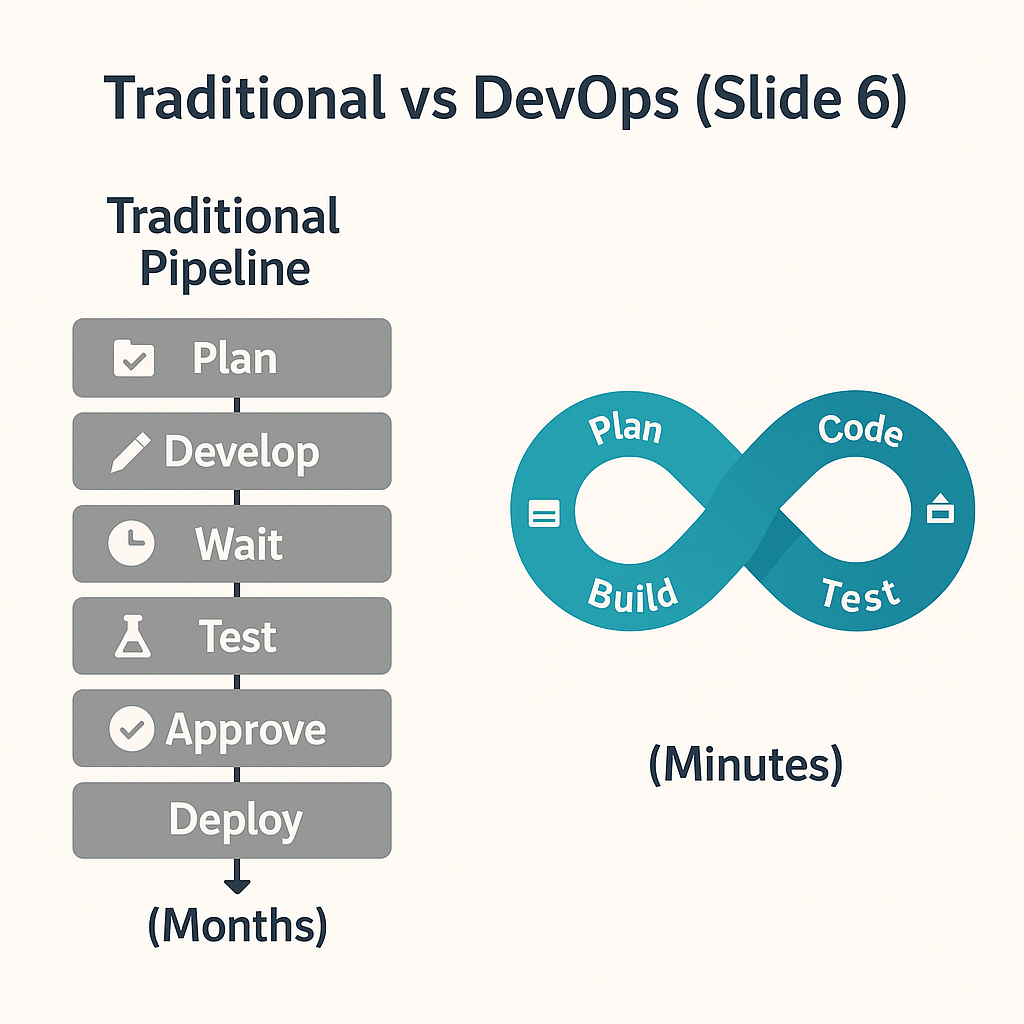 Traditional vs DevOps (Slide 6)
Traditional
Pipeline
Plan
Develop
Wait
Test
Approve
Deploy
(Months)
Plan
Code
Build
Test
(Minutes)